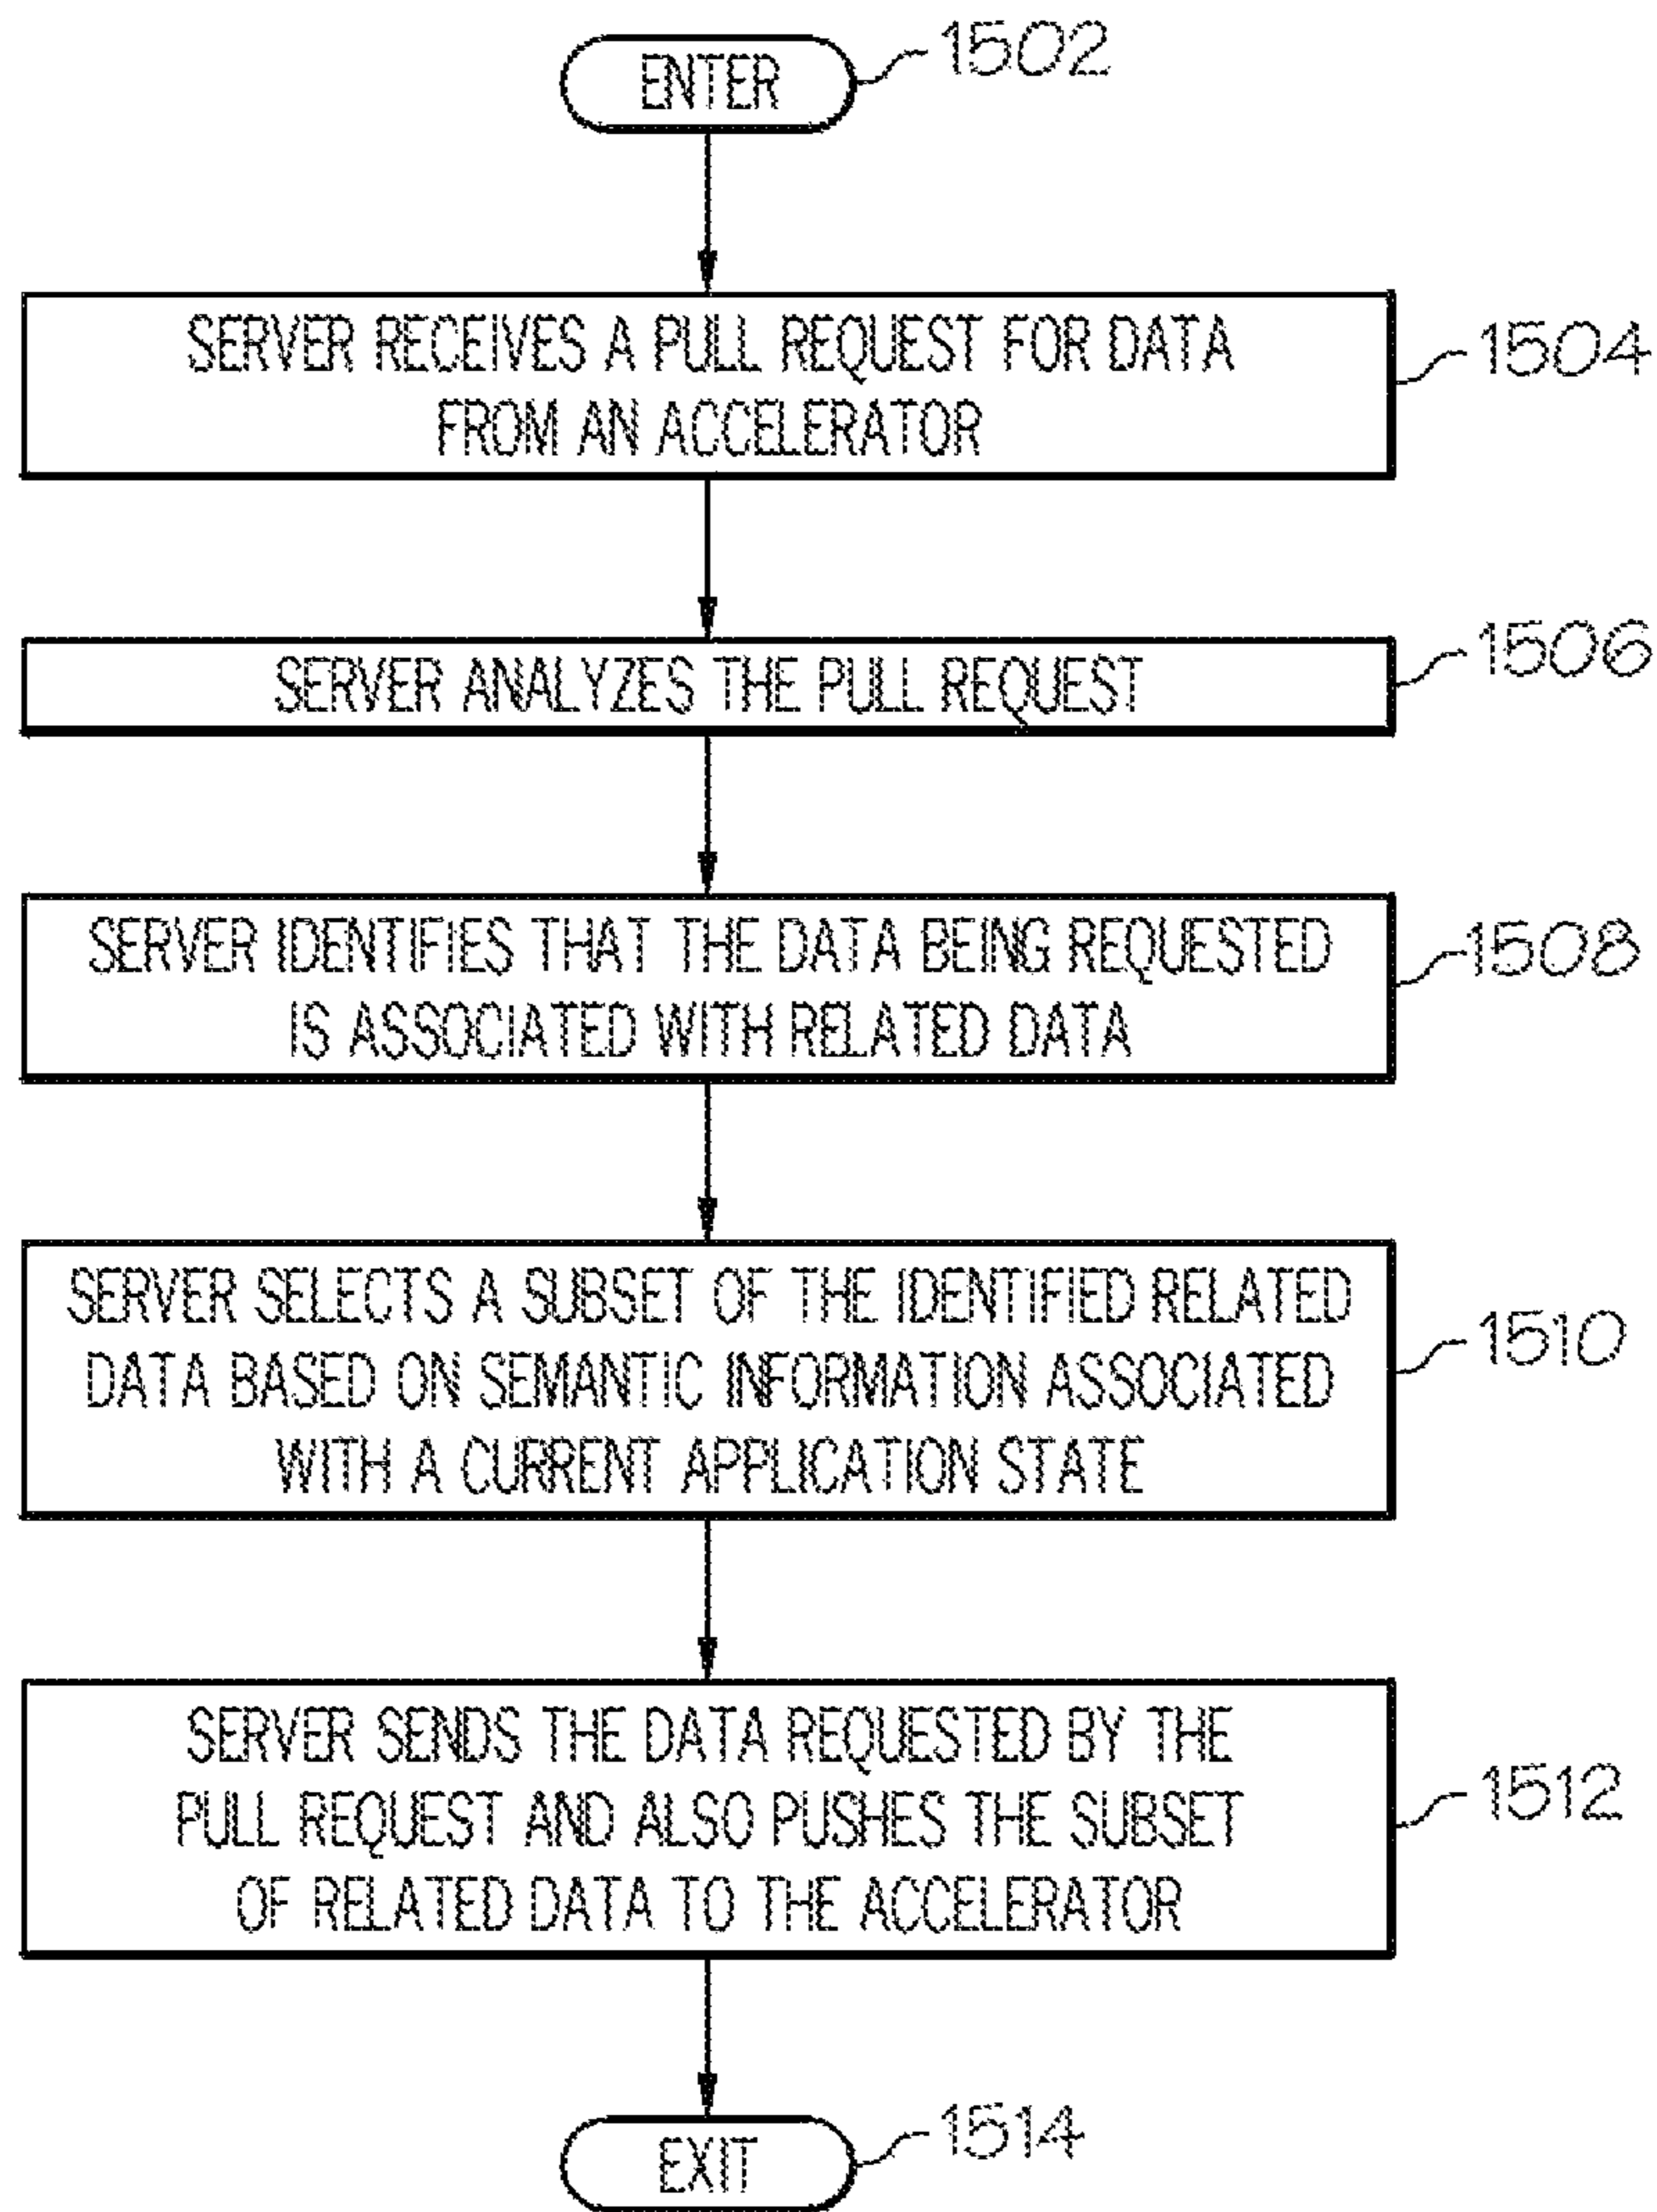 ENTER
1502
SERVER RECEIVES A PULL REQUEST FOR DATA
FROM AN ACCELERATOR
1504
SERVER ANALYZES THE PULL REQUEST
1506
SERVER IDENTIFIES THAT THE DATA BEING REQUESTED
IS ASSOCIATED WITH RELATED DATA
1508
SERVER SELECTS A SUBSET OF THE IDENTIFIED RELATED
DATA BASED ON SEMANTIC INFORMATION ASSOCIATED
WITH A CURRENT APPLICATION STATE
1510
SERVER SENDS THE DATA REQUESTED BY THE
PULL REQUEST AND ALSO PUSHES THE SUBSET
OF RELATED DATA TO THE ACCELERATOR
1512
EXIT
1514